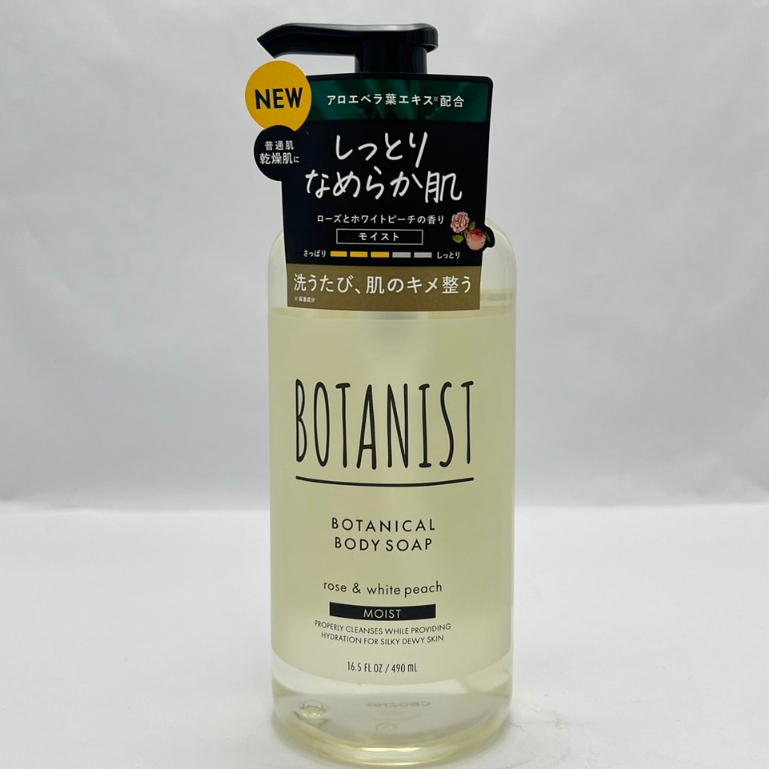 NEW
アロエベラ葉エキス※配合
普通肌
乾燥肌に
しっとり
なめらか肌
ローズとホワイトピーチの香り
モイスト
さっぱり しっとり
洗うたび、肌のキメ整う
※保湿成分
BOTANIST
BOTANICAL
BODY SOAP
rose & white peach
MOIST
PROPERLY CLEANSES WHILE PROVIDING
HYDRATION FOR SILKY DEWY SKIN
16.5 FL OZ / 490 mL